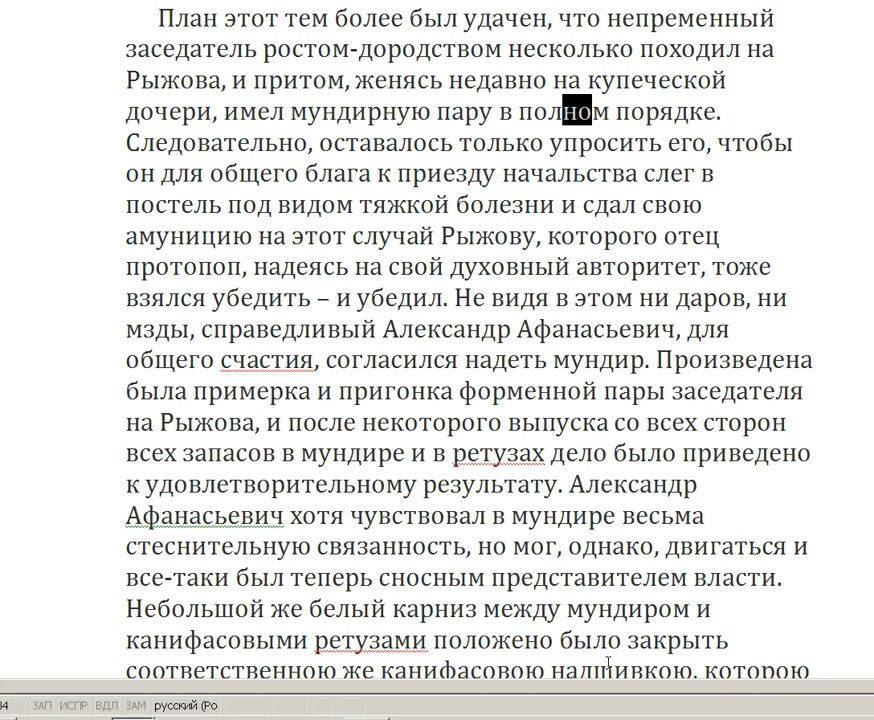 План этот тем более был удачен, что непременный
заседатель ростом-дородством несколько походил на
Рыжова, и притом, женясь недавно на купеческой
дочери, имел мундирную пару в полном порядке.
Следовательно, оставалось только упросить его, чтобы
он для общего блага к приезду начальства слег в
постель под видом тяжкой болезни и сдал свою
амуницию на этот случай Рыжову, которого отец
протопоп, надеясь на свой духовный авторитет, тоже
взялся убедить – и убедил. Не видя в этом ни даров, ни
мзды, справедливый Александр Афанасьевич, для
общего счастия, согласился надеть мундир. Произведена
была примерка и пригонка форменной пары заседателя
на Рыжова, и после некоторого выпуска со всех сторон
всех запасов в мундире и в ретузах дело было приведено
к удовлетворительному результату. Александр
Афанасьевич хотя чувствовал в мундире весьма
стеснительную связанность, но мог, однако, двигаться и
все-таки был теперь сносным представителем власти.
Небольшой же белый карниз между мундиром и
канифасовыми ретузами положено было закрыть
соответственною же канифасовою надшивкою, которою
34 ЗАП ИСПР ВДЛ ЗАМ русский (Ро